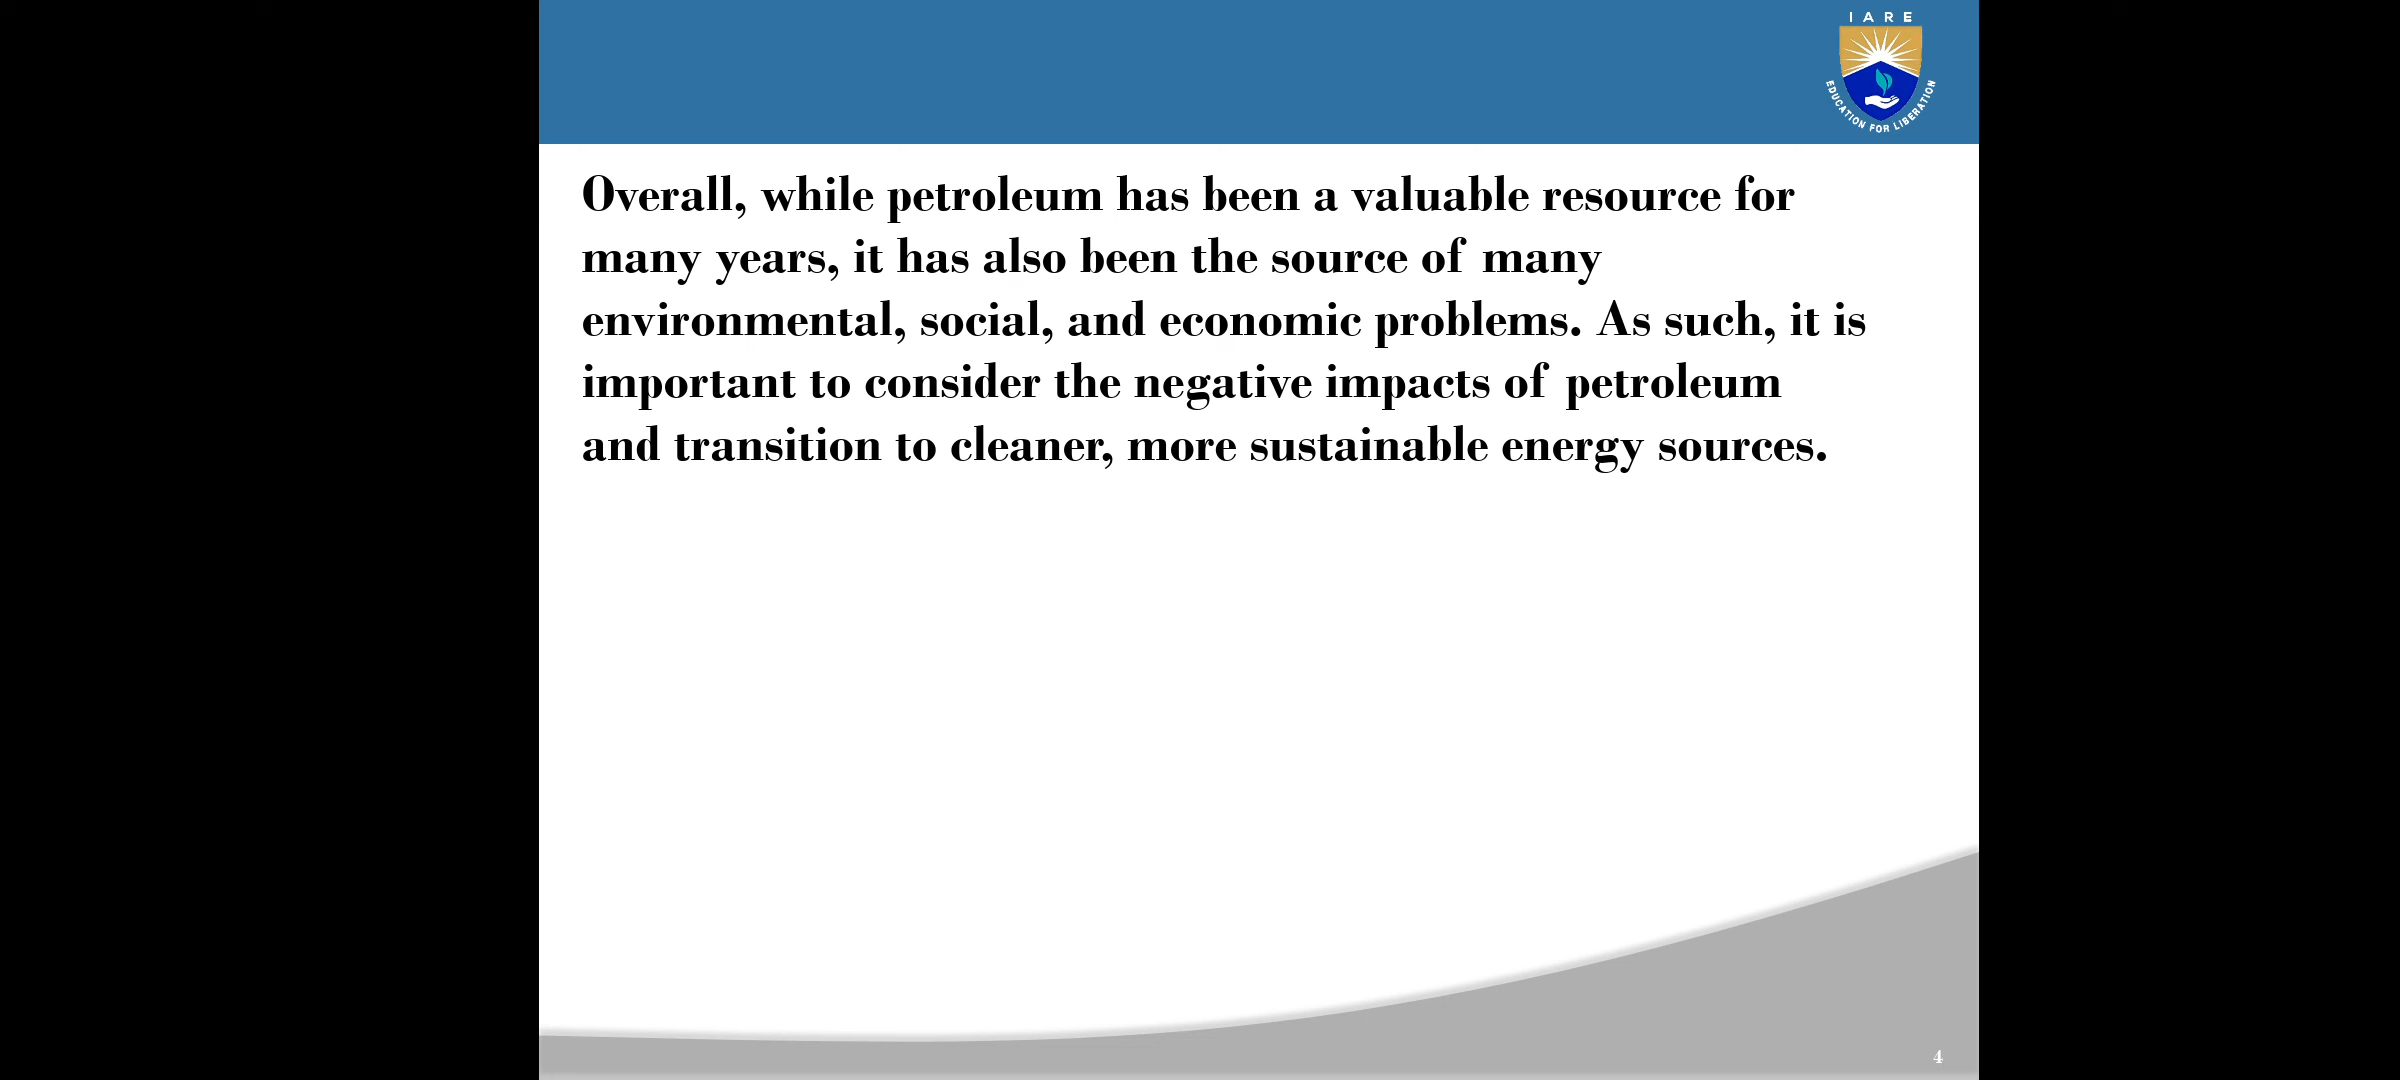 I A R E
EDUCATION FOR LIBERATION
Overall, while petroleum has been a valuable resource for
many years, it has also been the source of many
environmental, social, and economic problems. As such, it is
important to consider the negative impacts of petroleum
and transition to cleaner, more sustainable energy sources.
4